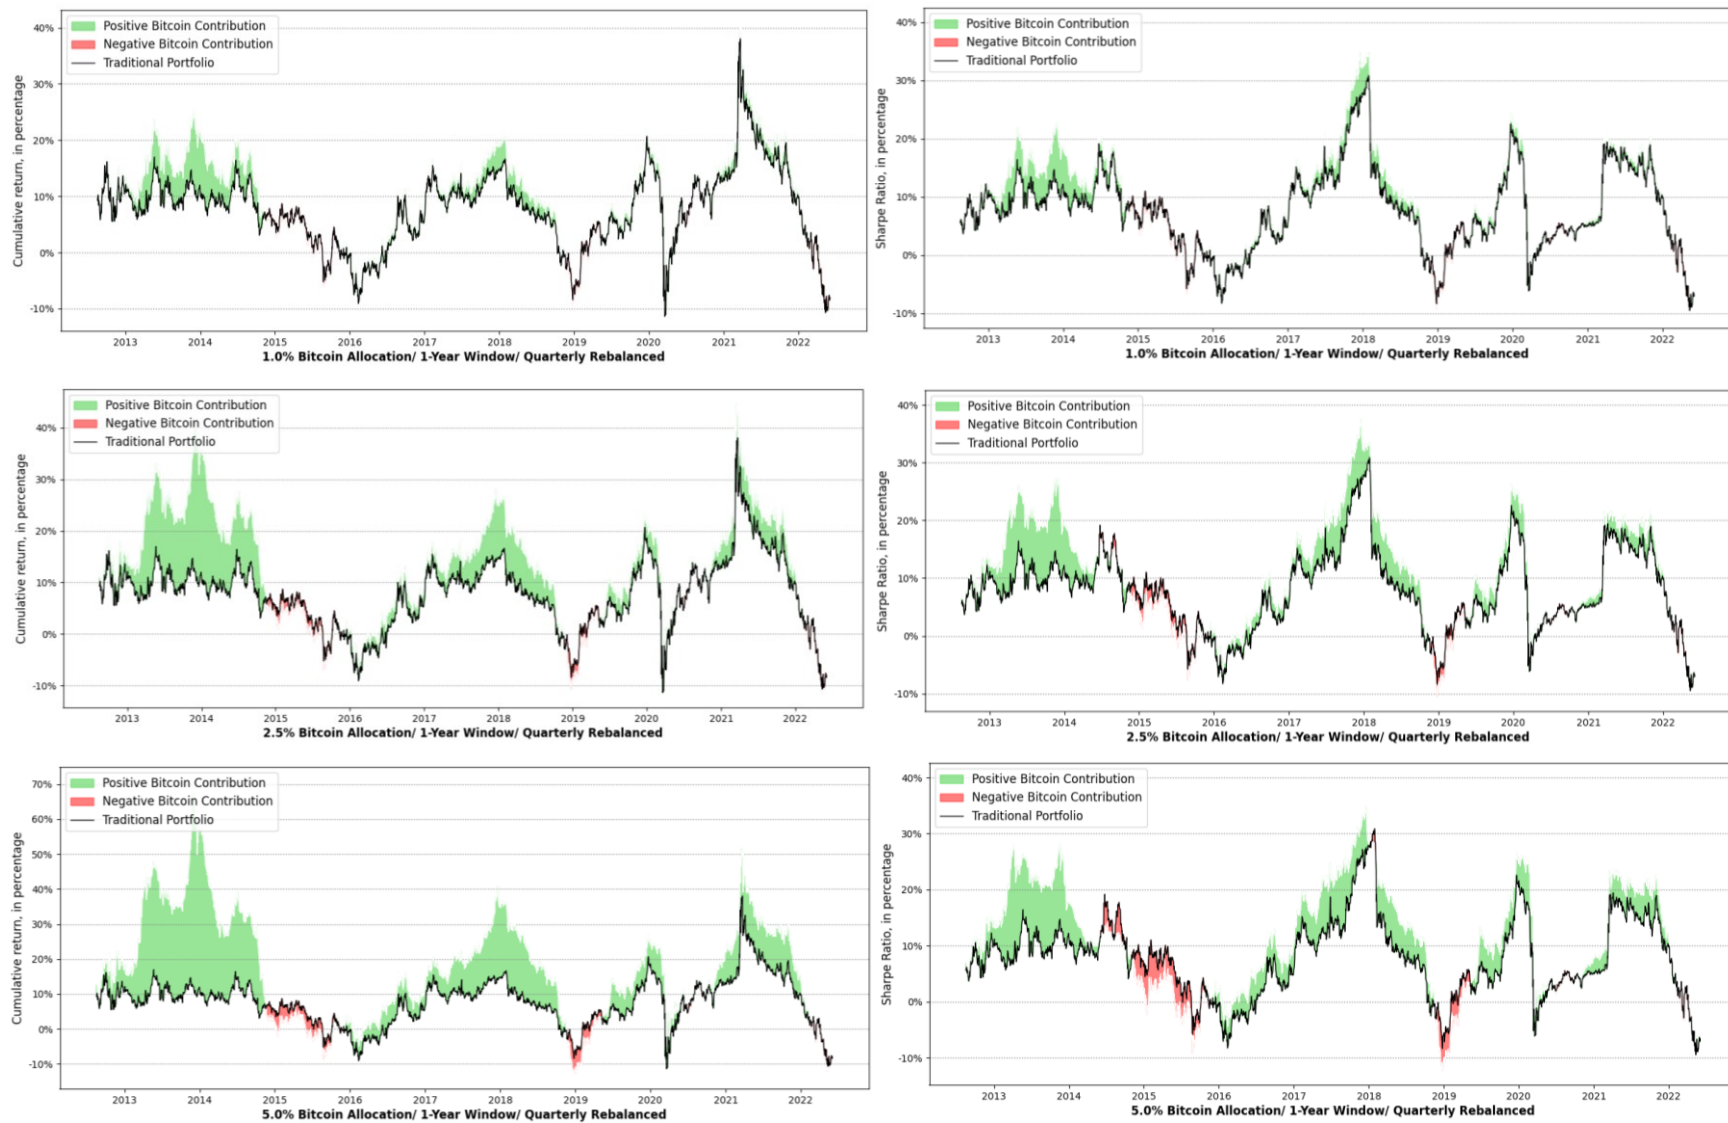 Positive Bitcoin Contribution
Negative Bitcoin Contribution
Traditional Portfolio
Cumulative return, in percentage
40%
30%
20%
10%
0%
-10%
2013 2014 2015 2016 2017 2018 2019 2020 2021 2022
1.0% Bitcoin Allocation/ 1-Year Window/ Quarterly Rebalanced
Positive Bitcoin Contribution
Negative Bitcoin Contribution
Traditional Portfolio
Sharpe Ratio, in percentage
40%
30%
20%
10%
0%
-10%
2013 2014 2015 2016 2017 2018 2019 2020 2021 2022
1.0% Bitcoin Allocation/ 1-Year Window/ Quarterly Rebalanced
Positive Bitcoin Contribution
Negative Bitcoin Contribution
Traditional Portfolio
Cumulative return, in percentage
40%
30%
20%
10%
0%
-10%
2013 2014 2015 2016 2017 2018 2019 2020 2021 2022
2.5% Bitcoin Allocation/ 1-Year Window/ Quarterly Rebalanced
Positive Bitcoin Contribution
Negative Bitcoin Contribution
Traditional Portfolio
Sharpe Ratio, in percentage
40%
30%
20%
10%
0%
-10%
2013 2014 2015 2016 2017 2018 2019 2020 2021 2022
2.5% Bitcoin Allocation/ 1-Year Window/ Quarterly Rebalanced
Positive Bitcoin Contribution
Negative Bitcoin Contribution
Traditional Portfolio
Cumulative return, in percentage
70%
60%
50%
40%
30%
20%
10%
0%
-10%
2013 2014 2015 2016 2017 2018 2019 2020 2021 2022
5.0% Bitcoin Allocation/ 1-Year Window/ Quarterly Rebalanced
Positive Bitcoin Contribution
Negative Bitcoin Contribution
Traditional Portfolio
Sharpe Ratio, in percentage
40%
30%
20%
10%
0%
-10%
2013 2014 2015 2016 2017 2018 2019 2020 2021 2022
5.0% Bitcoin Allocation/ 1-Year Window/ Quarterly Rebalanced